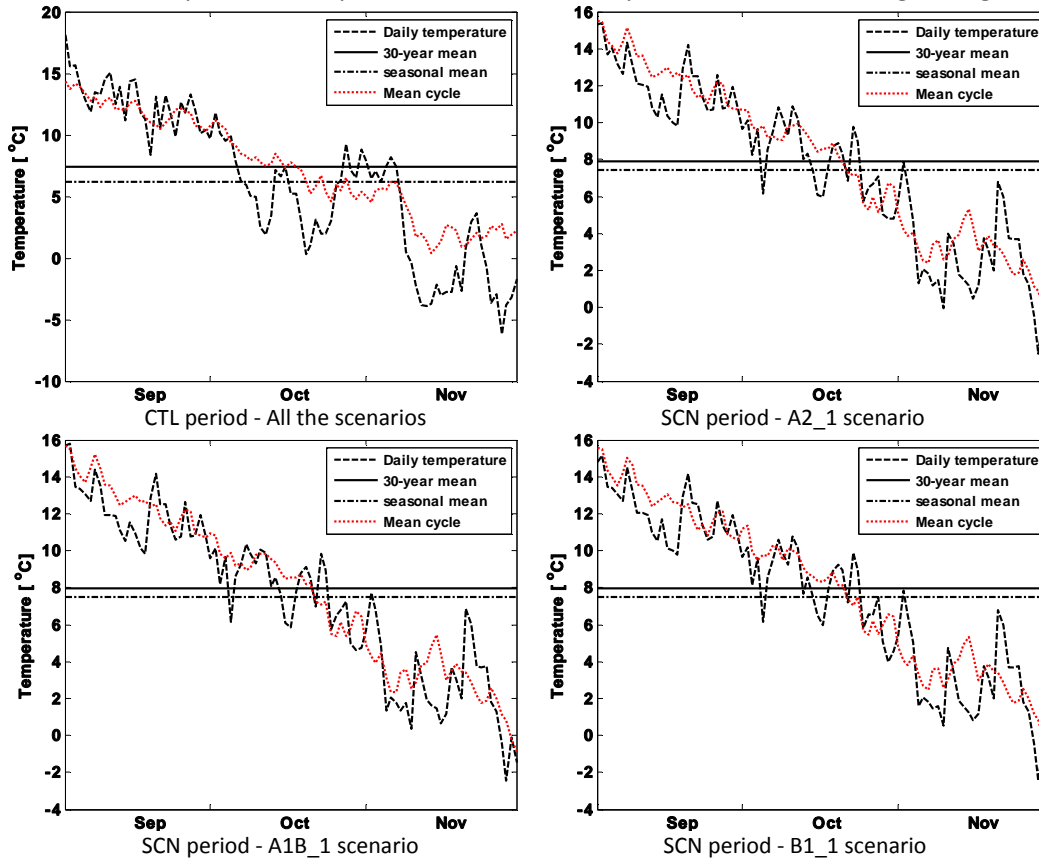 20
15
10
5
0
-5
-10
Temperature [ °C]
Daily temperature
30-year mean
seasonal mean
Mean cycle
Sep Oct Nov
CTL period - All the scenarios
16
14
12
10
8
6
4
2
0
-2
-4
Temperature [ °C]
Daily temperature
30-year mean
seasonal mean
Mean cycle
Sep Oct Nov
SCN period - A2_1 scenario
16
14
12
10
8
6
4
2
0
-2
-4
Temperature [ °C]
Daily temperature
30-year mean
seasonal mean
Mean cycle
Sep Oct Nov
SCN period - A1B_1 scenario
16
14
12
10
8
6
4
2
0
-2
-4
Temperature [ °C]
Daily temperature
30-year mean
seasonal mean
Mean cycle
Sep Oct Nov
SCN period - B1_1 scenario